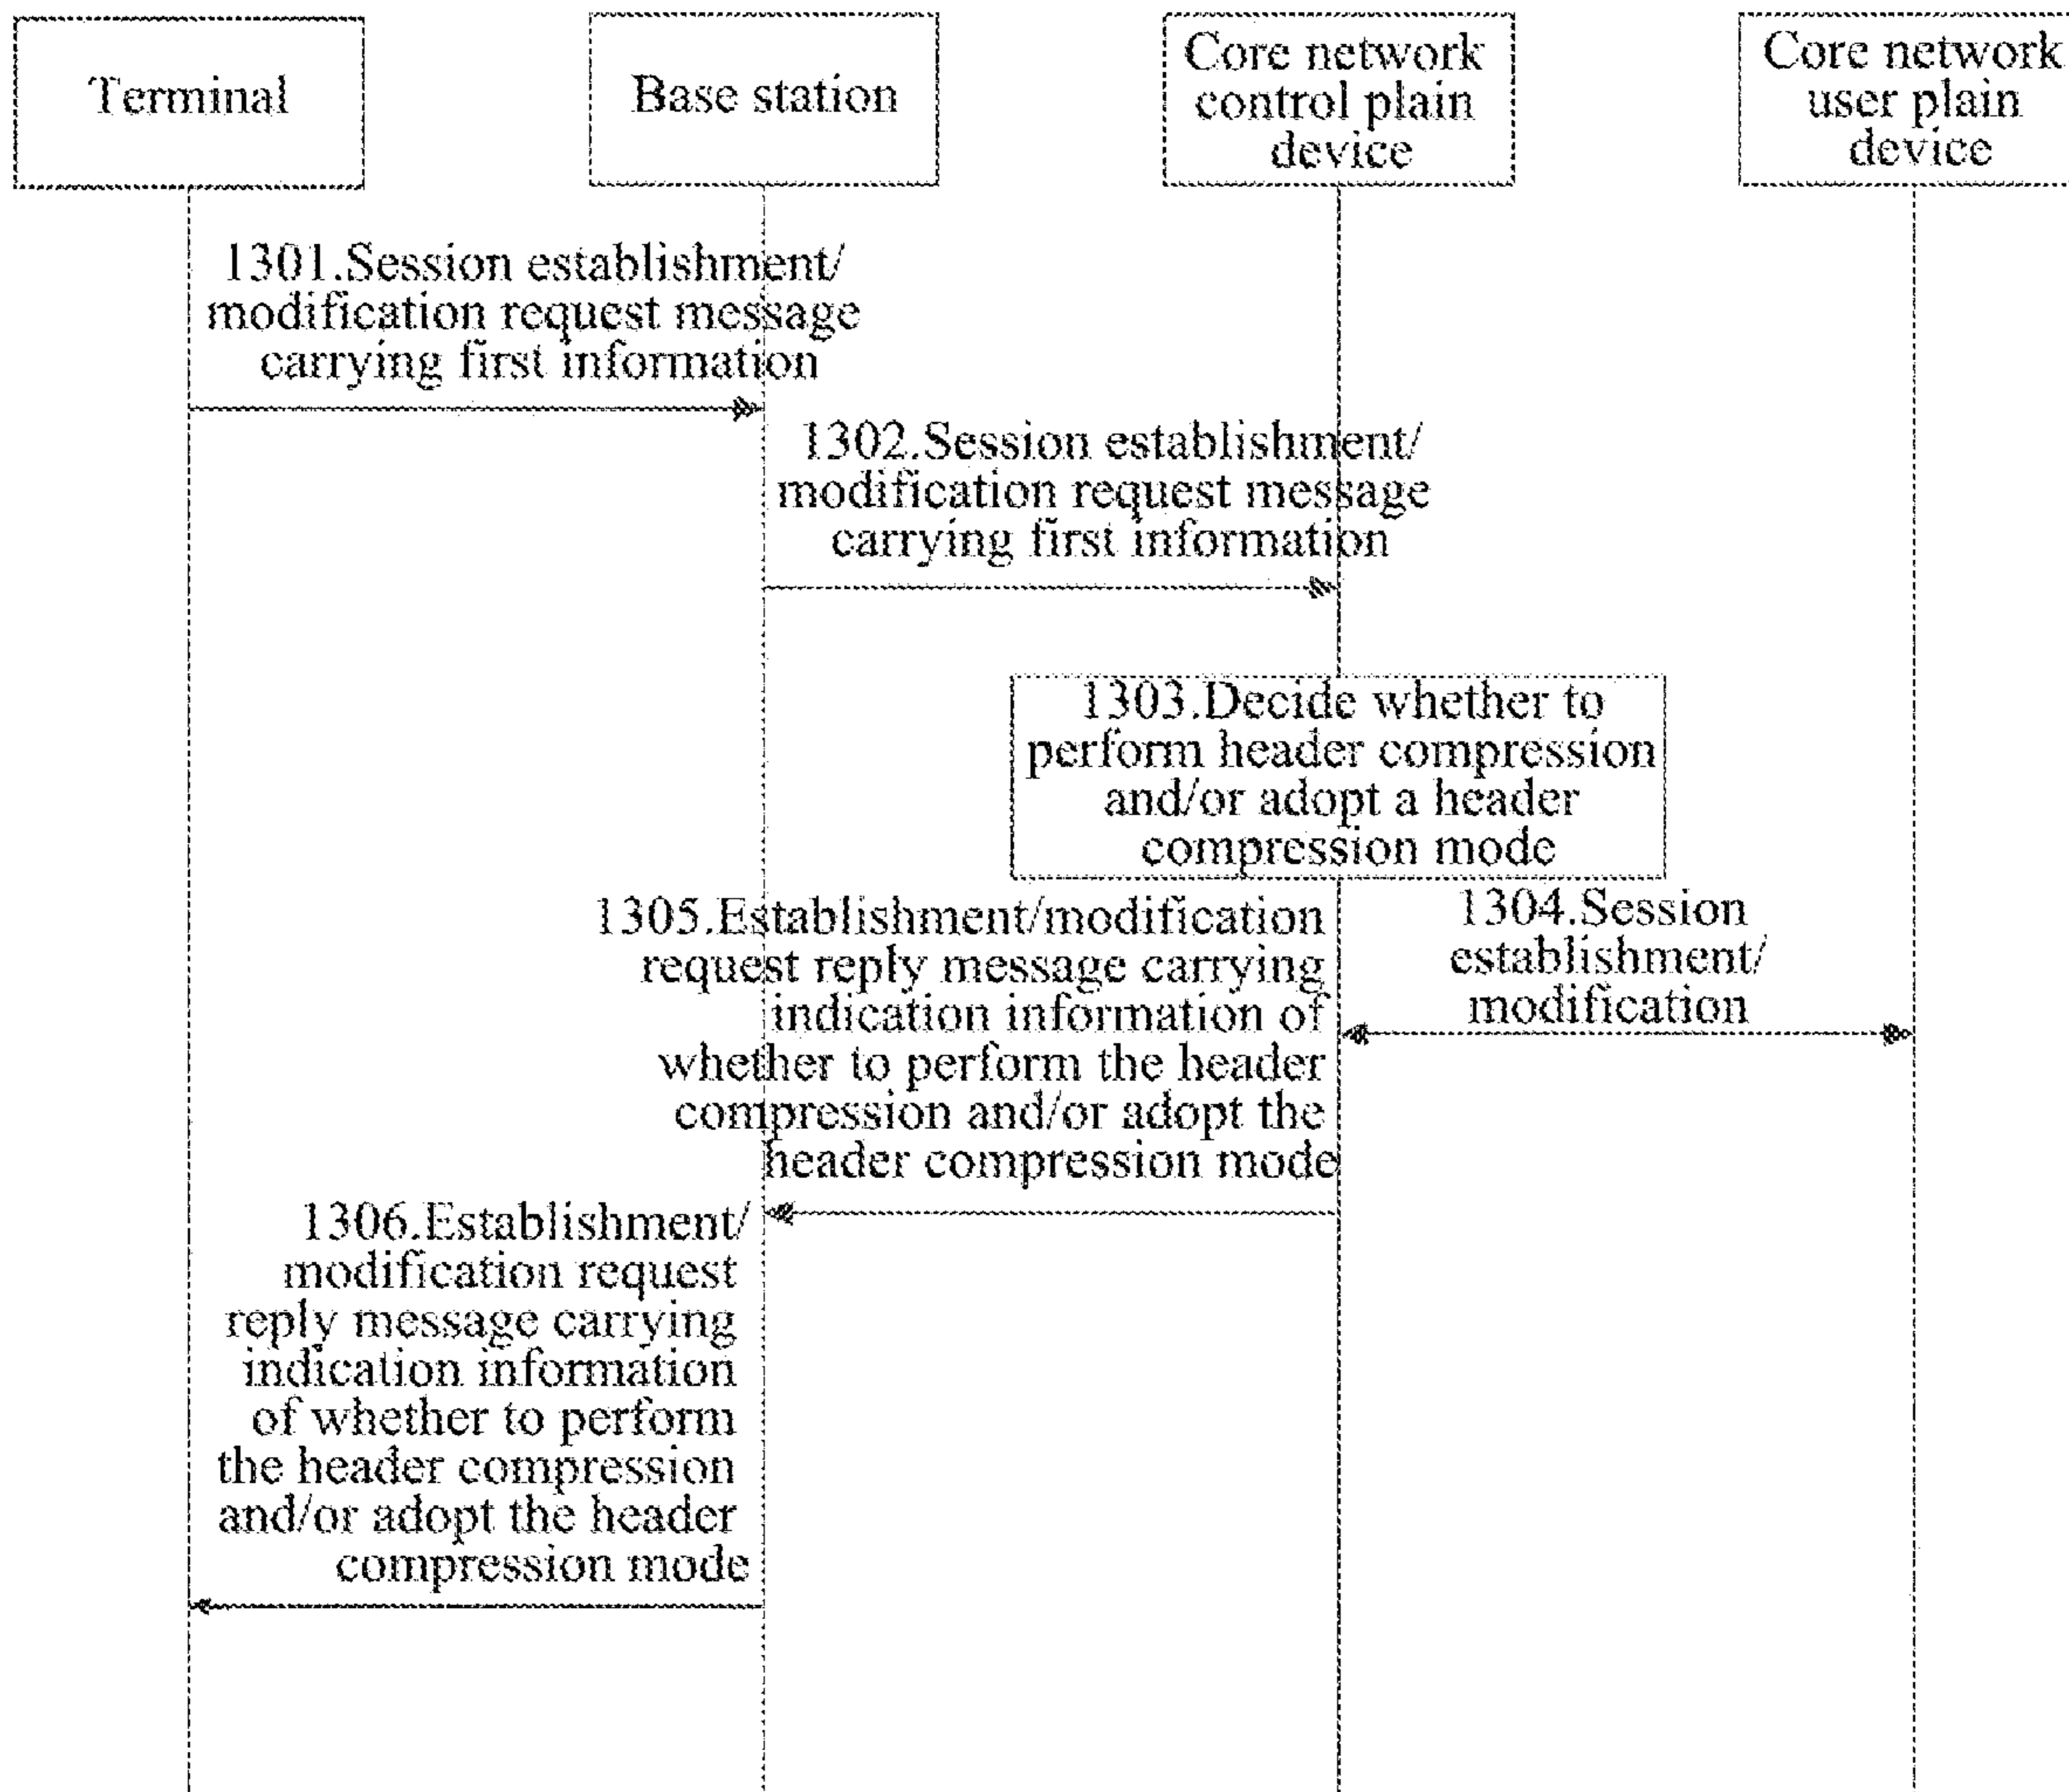 Terminal
Base station
Core network
control plain
device
Core network
user plain
device
1301.Session establishment/
modification request message
carrying first information
1302.Session establishment/
modification request message
carrying first information
1303.Decide whether to
perform header compression
and/or adopt a header
compression mode
1304.Session
establishment/
modification
1305.Establishment/modification
request reply message carrying
indication information of
whether to perform the header
compression and/or adopt the
header compression mode
1306.Establishment/
modification request
reply message carrying
indication information
of whether to perform
the header compression
and/or adopt the header
compression mode